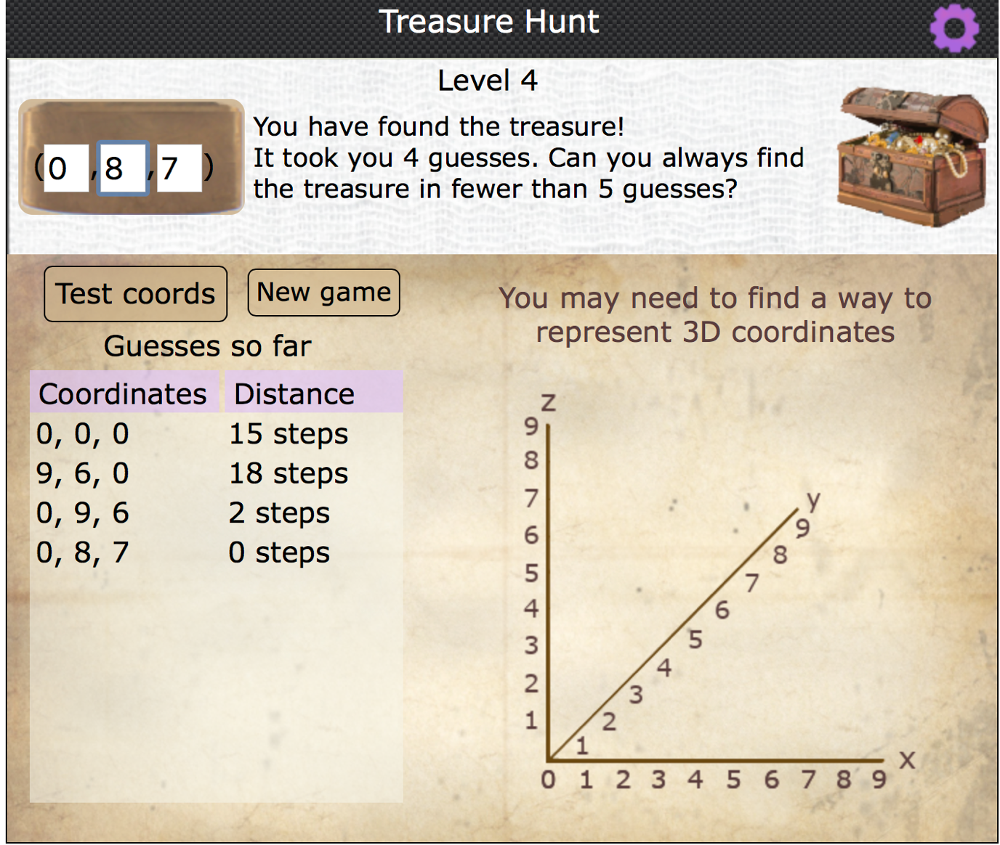 Treasure Hunt
Level 4
(0 ,8 ,7 )
You have found the treasure!
It took you 4 guesses. Can you always find
the treasure in fewer than 5 guesses?
Test coords
New game
Guesses so far
Coordinates Distance
0, 0, 0 15 steps
9, 6, 0 18 steps
0, 9, 6 2 steps
0, 8, 7 0 steps
You may need to find a way to
represent 3D coordinates
z
9
8
7
6
5
4
3
2
1
y
9
8
7
6
5
4
3
2
1
x
0 1 2 3 4 5 6 7 8 9